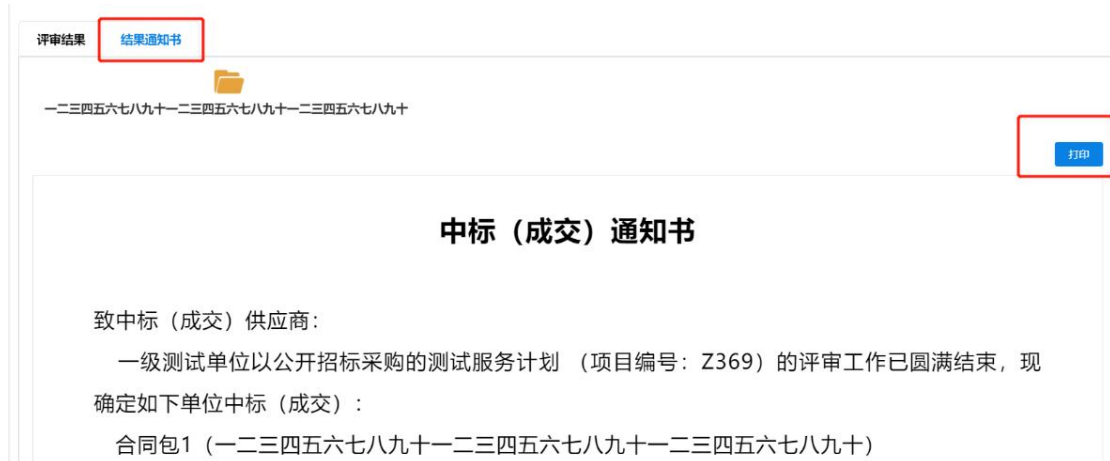 评审结果 结果通知书
一二三四五六七八九十一二三四五六七八九十一二三四五六七八九十
打印
中标（成交）通知书
致中标（成交）供应商：
一级测试单位以公开招标采购的测试服务计划 （项目编号：Z369）的评审工作已圆满结束，现
确定如下单位中标（成交）：
合同包1（一二三四五六七八九十一二三四五六七八九十一二三四五六七八九十）